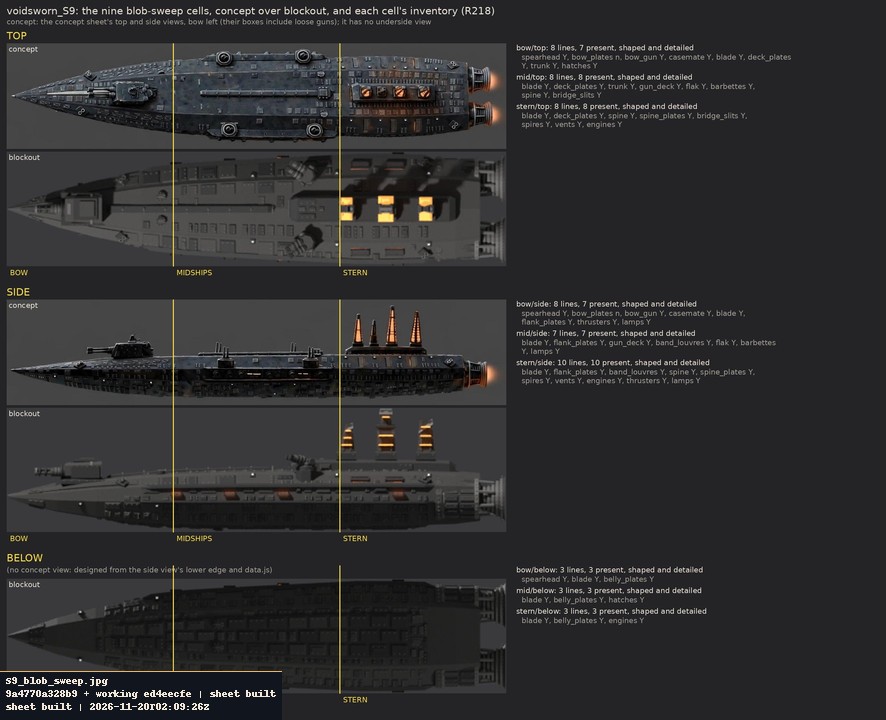 voidsworn_S9: the nine blob-sweep cells, concept over blockout, and each cell's inventory (R218)
concept: the concept sheet's top and side views, bow left (their boxes include loose guns); it has no underside view
TOP
concept
bow/top: 8 lines, 7 present, shaped and detailed
spearhead Y, bow_plates n, bow_gun Y, casemate Y, blade Y, deck_plates
Y, trunk Y, hatches Y
mid/top: 8 lines, 8 present, shaped and detailed
blade Y, deck_plates Y, trunk Y, gun_deck Y, flak Y, barbettes Y,
spine Y, bridge_slits Y
stern/top: 8 lines, 8 present, shaped and detailed
blade Y, deck_plates Y, spine Y, spine_plates Y, bridge_slits Y,
spires Y, vents Y, engines Y
blockout
BOW
MIDSHIPS
STERN
SIDE
concept
bow/side: 8 lines, 7 present, shaped and detailed
spearhead Y, bow_plates n, bow_gun Y, casemate Y, blade Y,
flank_plates Y, thrusters Y, lamps Y
mid/side: 7 lines, 7 present, shaped and detailed
blade Y, flank_plates Y, gun_deck Y, band_louvres Y, flak Y, barbettes
Y, lamps Y
stern/side: 10 lines, 10 present, shaped and detailed
blade Y, flank_plates Y, band_louvres Y, spine Y, spine_plates Y,
spires Y, vents Y, engines Y, thrusters Y, lamps Y
blockout
BOW
MIDSHIPS
STERN
BELOW
(no concept view: designed from the side view's lower edge and data.js)
blockout
bow/below: 3 lines, 3 present, shaped and detailed
spearhead Y, blade Y, belly_plates Y
mid/below: 3 lines, 3 present, shaped and detailed
blade Y, belly_plates Y, hatches Y
stern/below: 3 lines, 3 present, shaped and detailed
blade Y, belly_plates Y, engines Y
STERN
S9_blob_sweep.jpg
9a4770a328b9 + working ed4eecfe | sheet built
sheet built | 2026-11-20T02:09:26Z